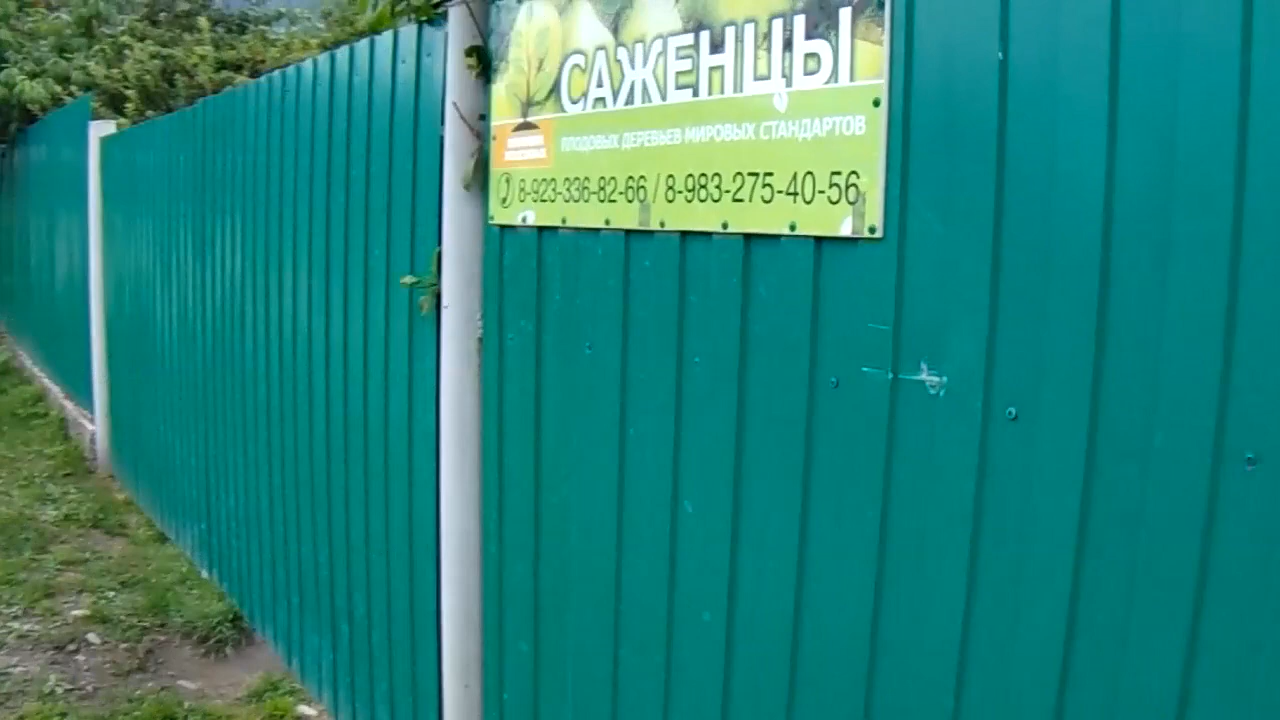 САЖЕНЦЫ
ПЛОДОВЫХ ДЕРЕВЬЕВ МИРОВЫХ СТАНДАРТОВ
8-923-336-82-66 / 8-983-275-40-56